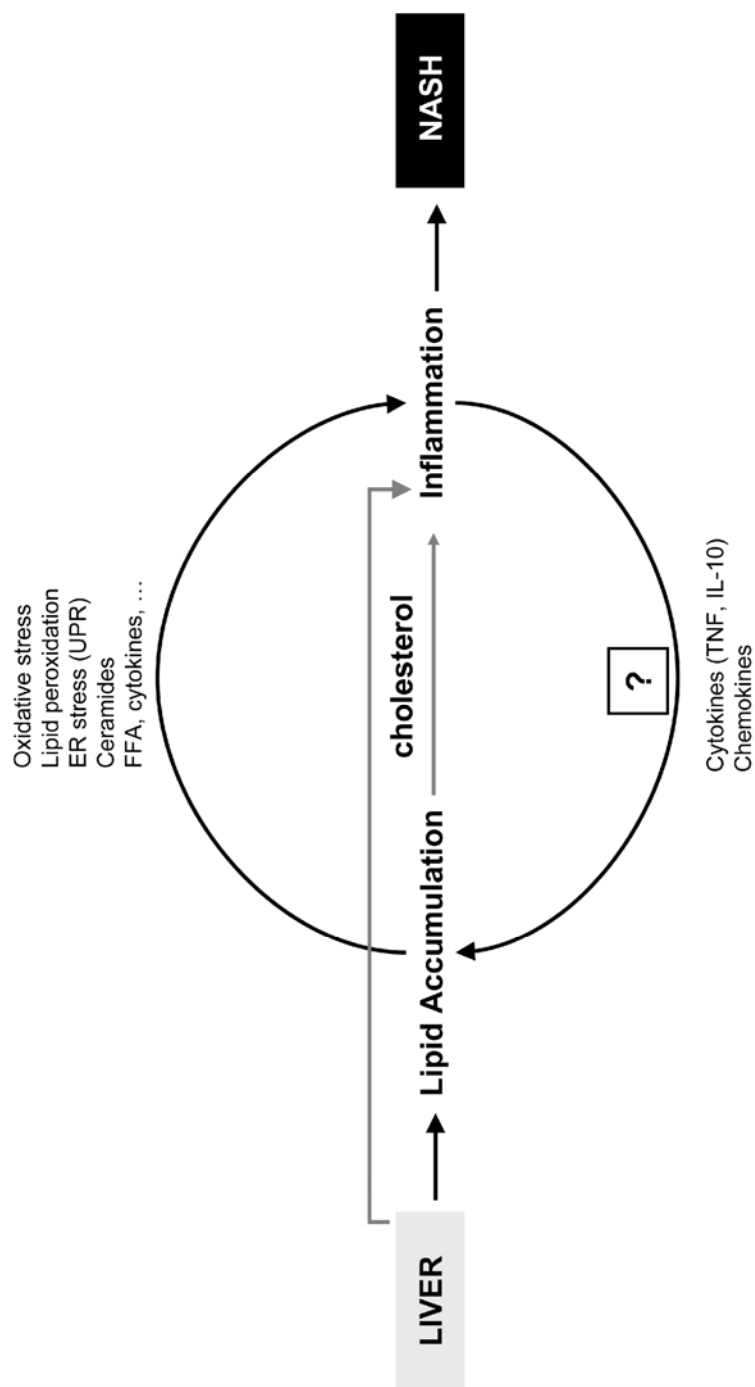 Oxidative stress
Lipid peroxidation
ER stress (UPR)
Ceramides
FFA, cytokines, …
LIVER
Lipid Accumulation
cholesterol
Inflammation
NASH
?
Cytokines (TNF, IL-10)
Chemokines